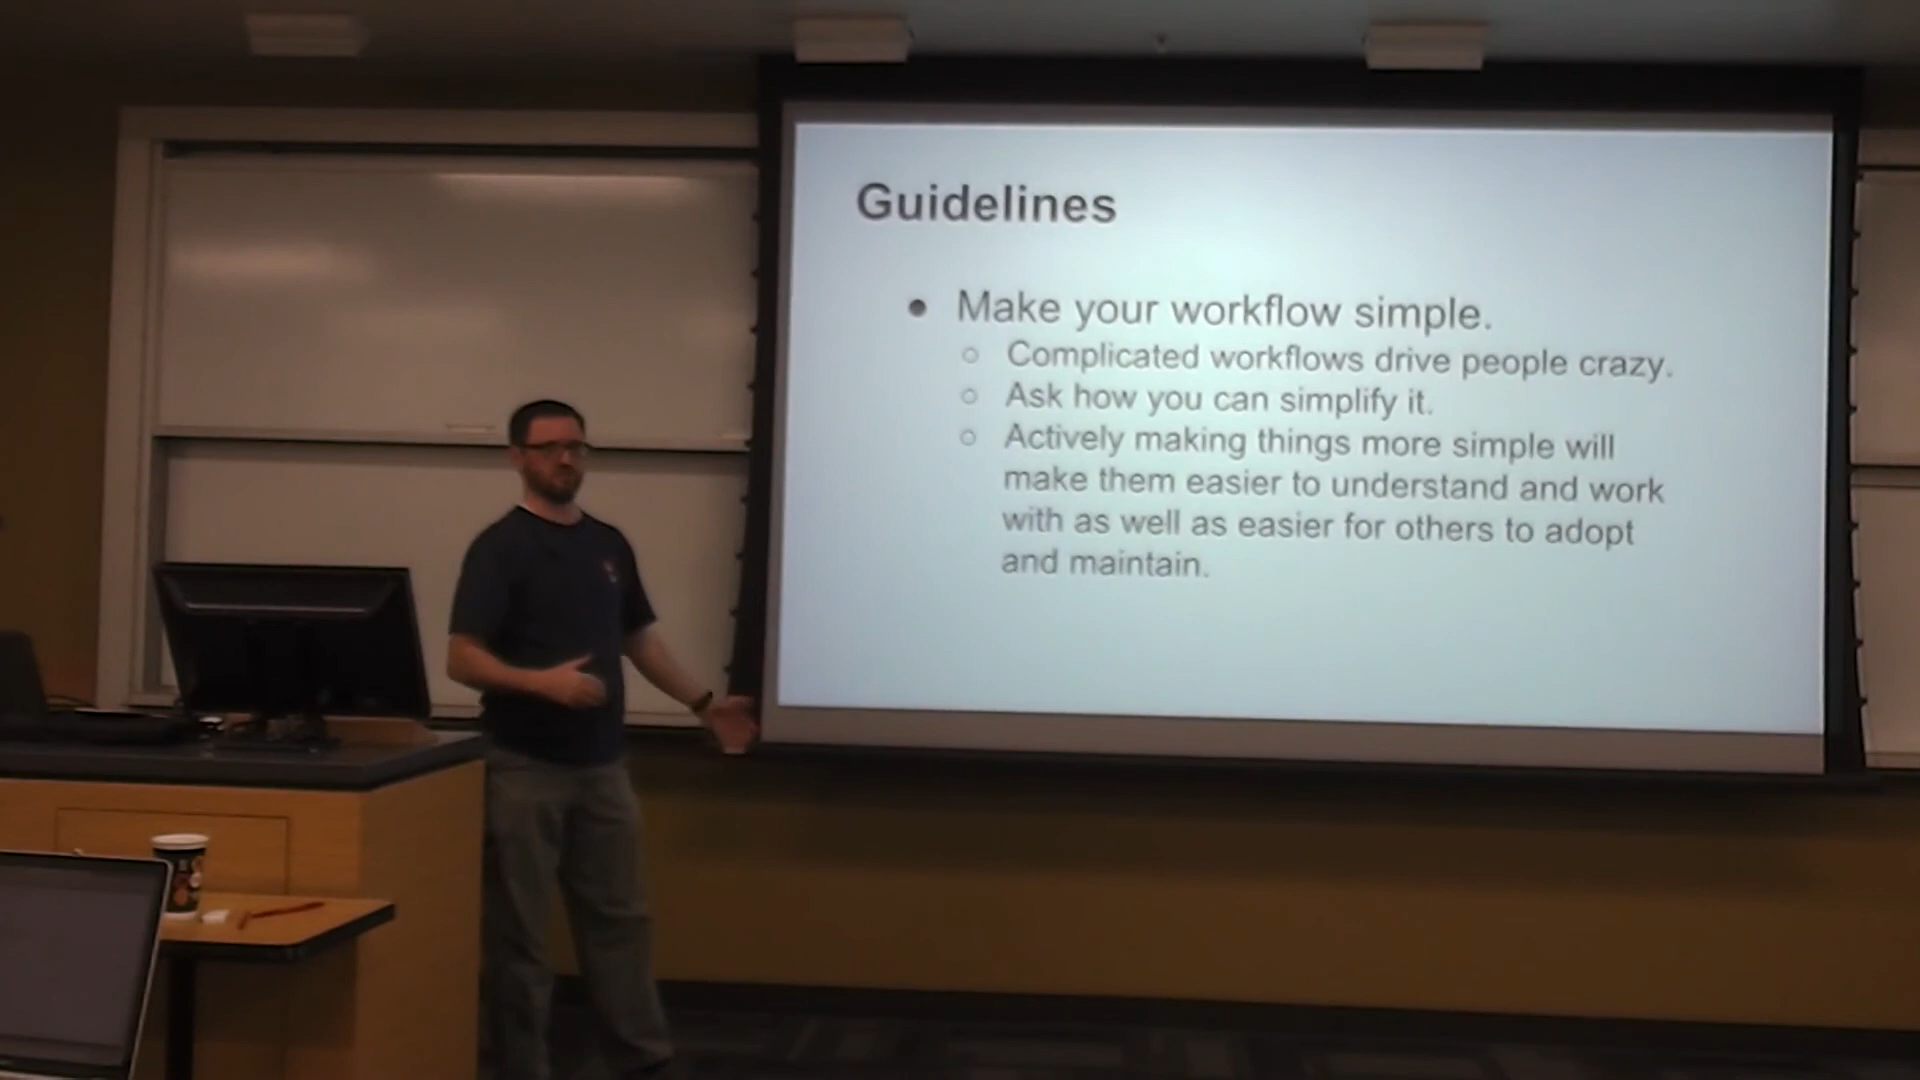 Guidelines
● Make your workflow simple.
○ Complicated workflows drive people crazy.
○ Ask how you can simplify it.
○ Actively making things more simple will
make them easier to understand and work
with as well as easier for others to adopt
and maintain.